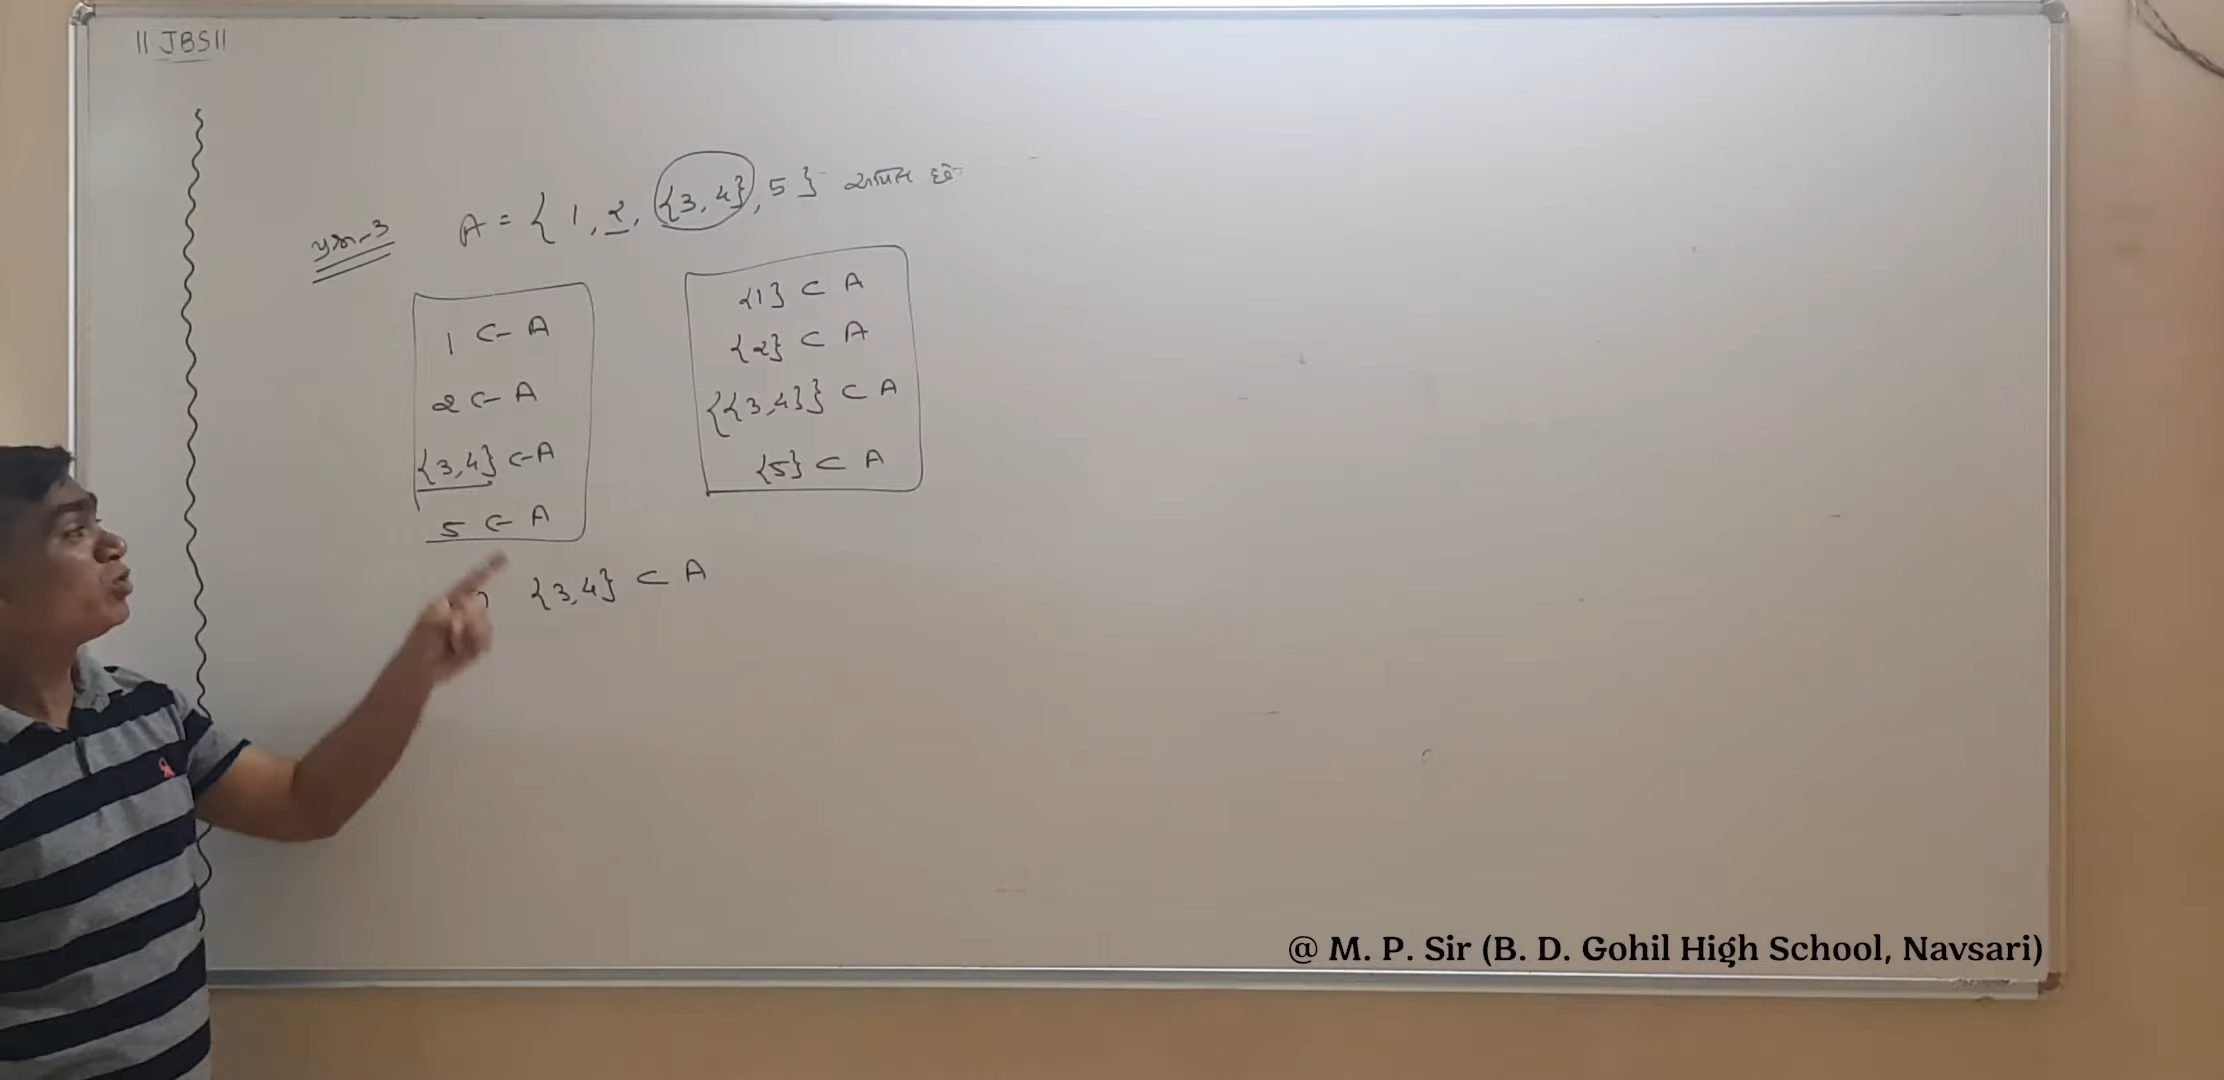 || JBS ||
પ્રશ્ન-3 A = { 1, 2, {3, 4}, 5 }
1 ∈ A
2 ∈ A
{3,4} ∈ A
5 ∈ A
{1} ⊂ A
{2} ⊂ A
{{3,4}} ⊂ A
{5} ⊂ A
{3,4} ⊂ A
@ M. P. Sir (B. D. Gohil High School, Navsari)